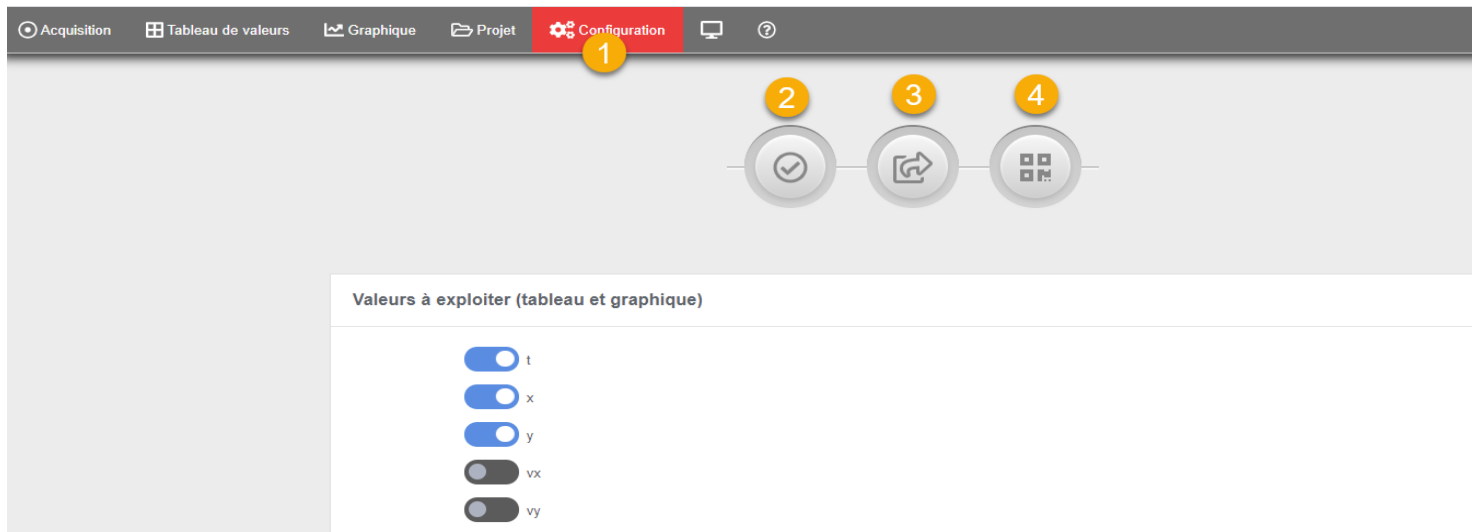 Acquisition Tableau de valeurs Graphique Projet Configuration
1
2 3 4
Valeurs à exploiter (tableau et graphique)
t
x
y
vx
vy